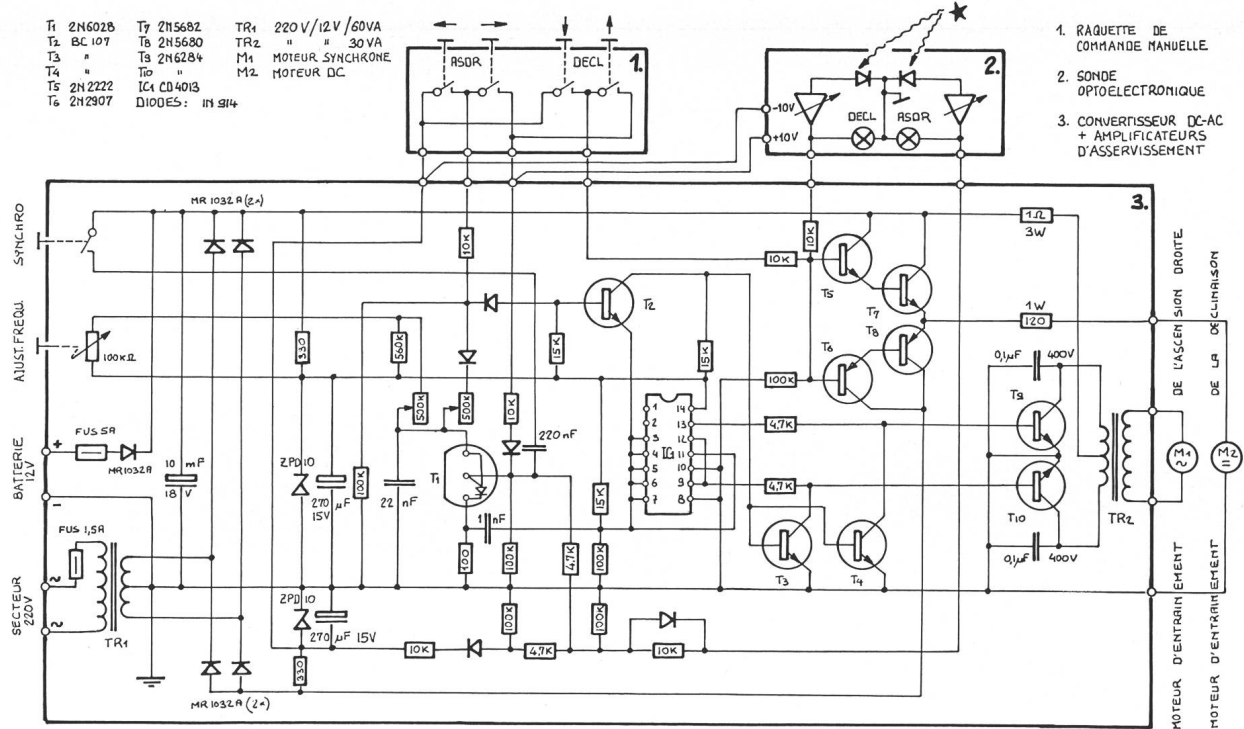 T1 2N6028
T2 BC 107
T3 "
T4 "
T5 2N2222
T6 2N2907
T7 2N5682
T8 2N5680
T9 2N6284
T10 "
IC1 CD4013
DIODES: 1N 914
TR1 220V/12V/60VA
TR2 " " 30VA
M1 MOTEUR SYNCHRONE
M2 MOTEUR DC
ASDR
DECL
1.
2.
-10V
+10V
DECL
ASDR
1. RAQUETTE DE
COMMANDE MANUELLE
2. SONDE
OPTOELECTRONIQUE
3. CONVERTISSEUR DC-AC
+ AMPLIFICATEURS
D'ASSERVISSEMENT
3.
SYNCHRO
AJUST. FREQU.
BATTERIE
12V
SECTEUR
220V
MR 1032A (2x)
10K
10K
10K
1Ω
3W
T5
T7
T2
100KΩ
330
560K
15K
15K
1W
120
T8
T6
100K
0,1µF
400V
T9
500K
500K
10K
220nF
+
FUS 5A
MR1032A
-
10 mF
18 V
ZPD10
270 µF
15V
100K
22 nF
T1
1 nF
1
2
3
4
5
6
7
14
13
12
11
10
9
8
IC1
4,7K
4,7K
15K
T10
TR2
M1
~
M2
=
FUS 1,5A
~
~
TR1
100
100K
4,7K
100K
T3
T4
0,1µF
400V
ZPD10
270 µF 15V
100K
100K
10K
4,7K
10K
330
MR 1032A (2x)
MOTEUR D'ENTRAINEMENT DE L'ASCENSION DROITE
MOTEUR D'ENTRAINEMENT DE LA DECLINAISON